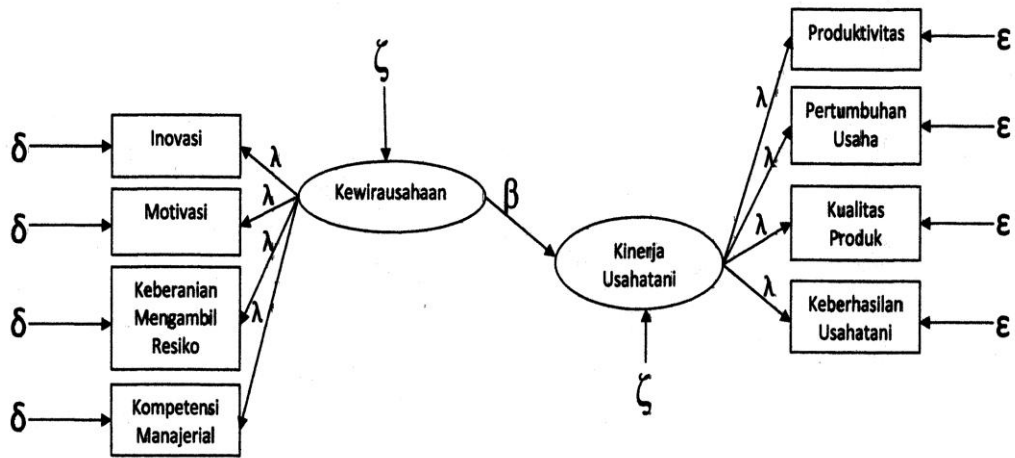 Produktivitas
ε
ζ
λ
Pertumbuhan
Usaha
ε
δ
Inovasi
λ
λ
Kewirausahaan
β
δ
Motivasi
λ
λ
Kualitas
Produk
ε
λ
Kinerja
Usahatani
λ
δ
Keberanian
Mengambil
Resiko
λ
Keberhasilan
Usahatani
ε
ζ
δ
Kompetensi
Manajerial